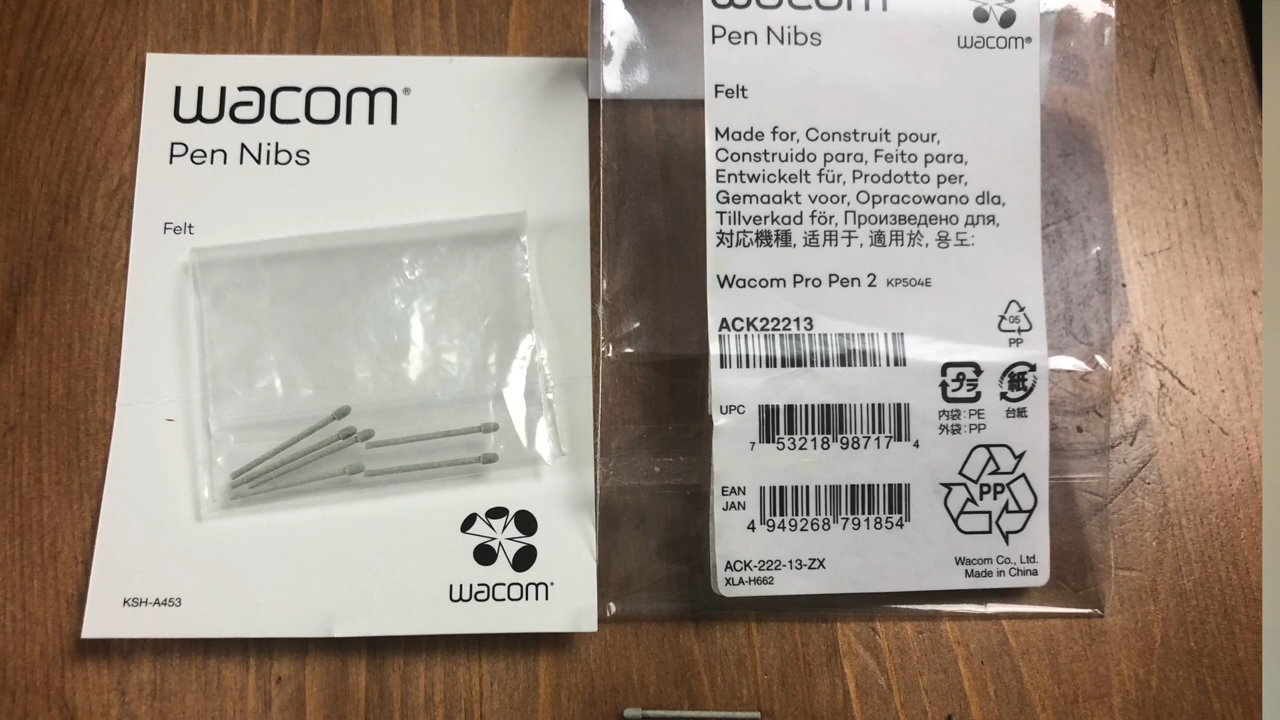 wacom®
Pen Nibs
Felt
wacom®
KSH-A453
wacom
Pen Nibs
wacom®
Felt
Made for, Construit pour,
Construido para, Feito para,
Entwickelt für, Prodotto per,
Gemaakt voor, Opracowano dla,
Tillverkad för, Произведено для,
対応機種, 适用于, 適用於, 용도:
Wacom Pro Pen 2 KP504E
ACK22213
05
PP
プラ
紙
内袋:PE
外袋:PP
台紙
UPC
7 53218 98717 4
EAN
JAN
4 949268 791854
PP
ACK-222-13-ZX
XLA-H662
Wacom Co., Ltd.
Made in China